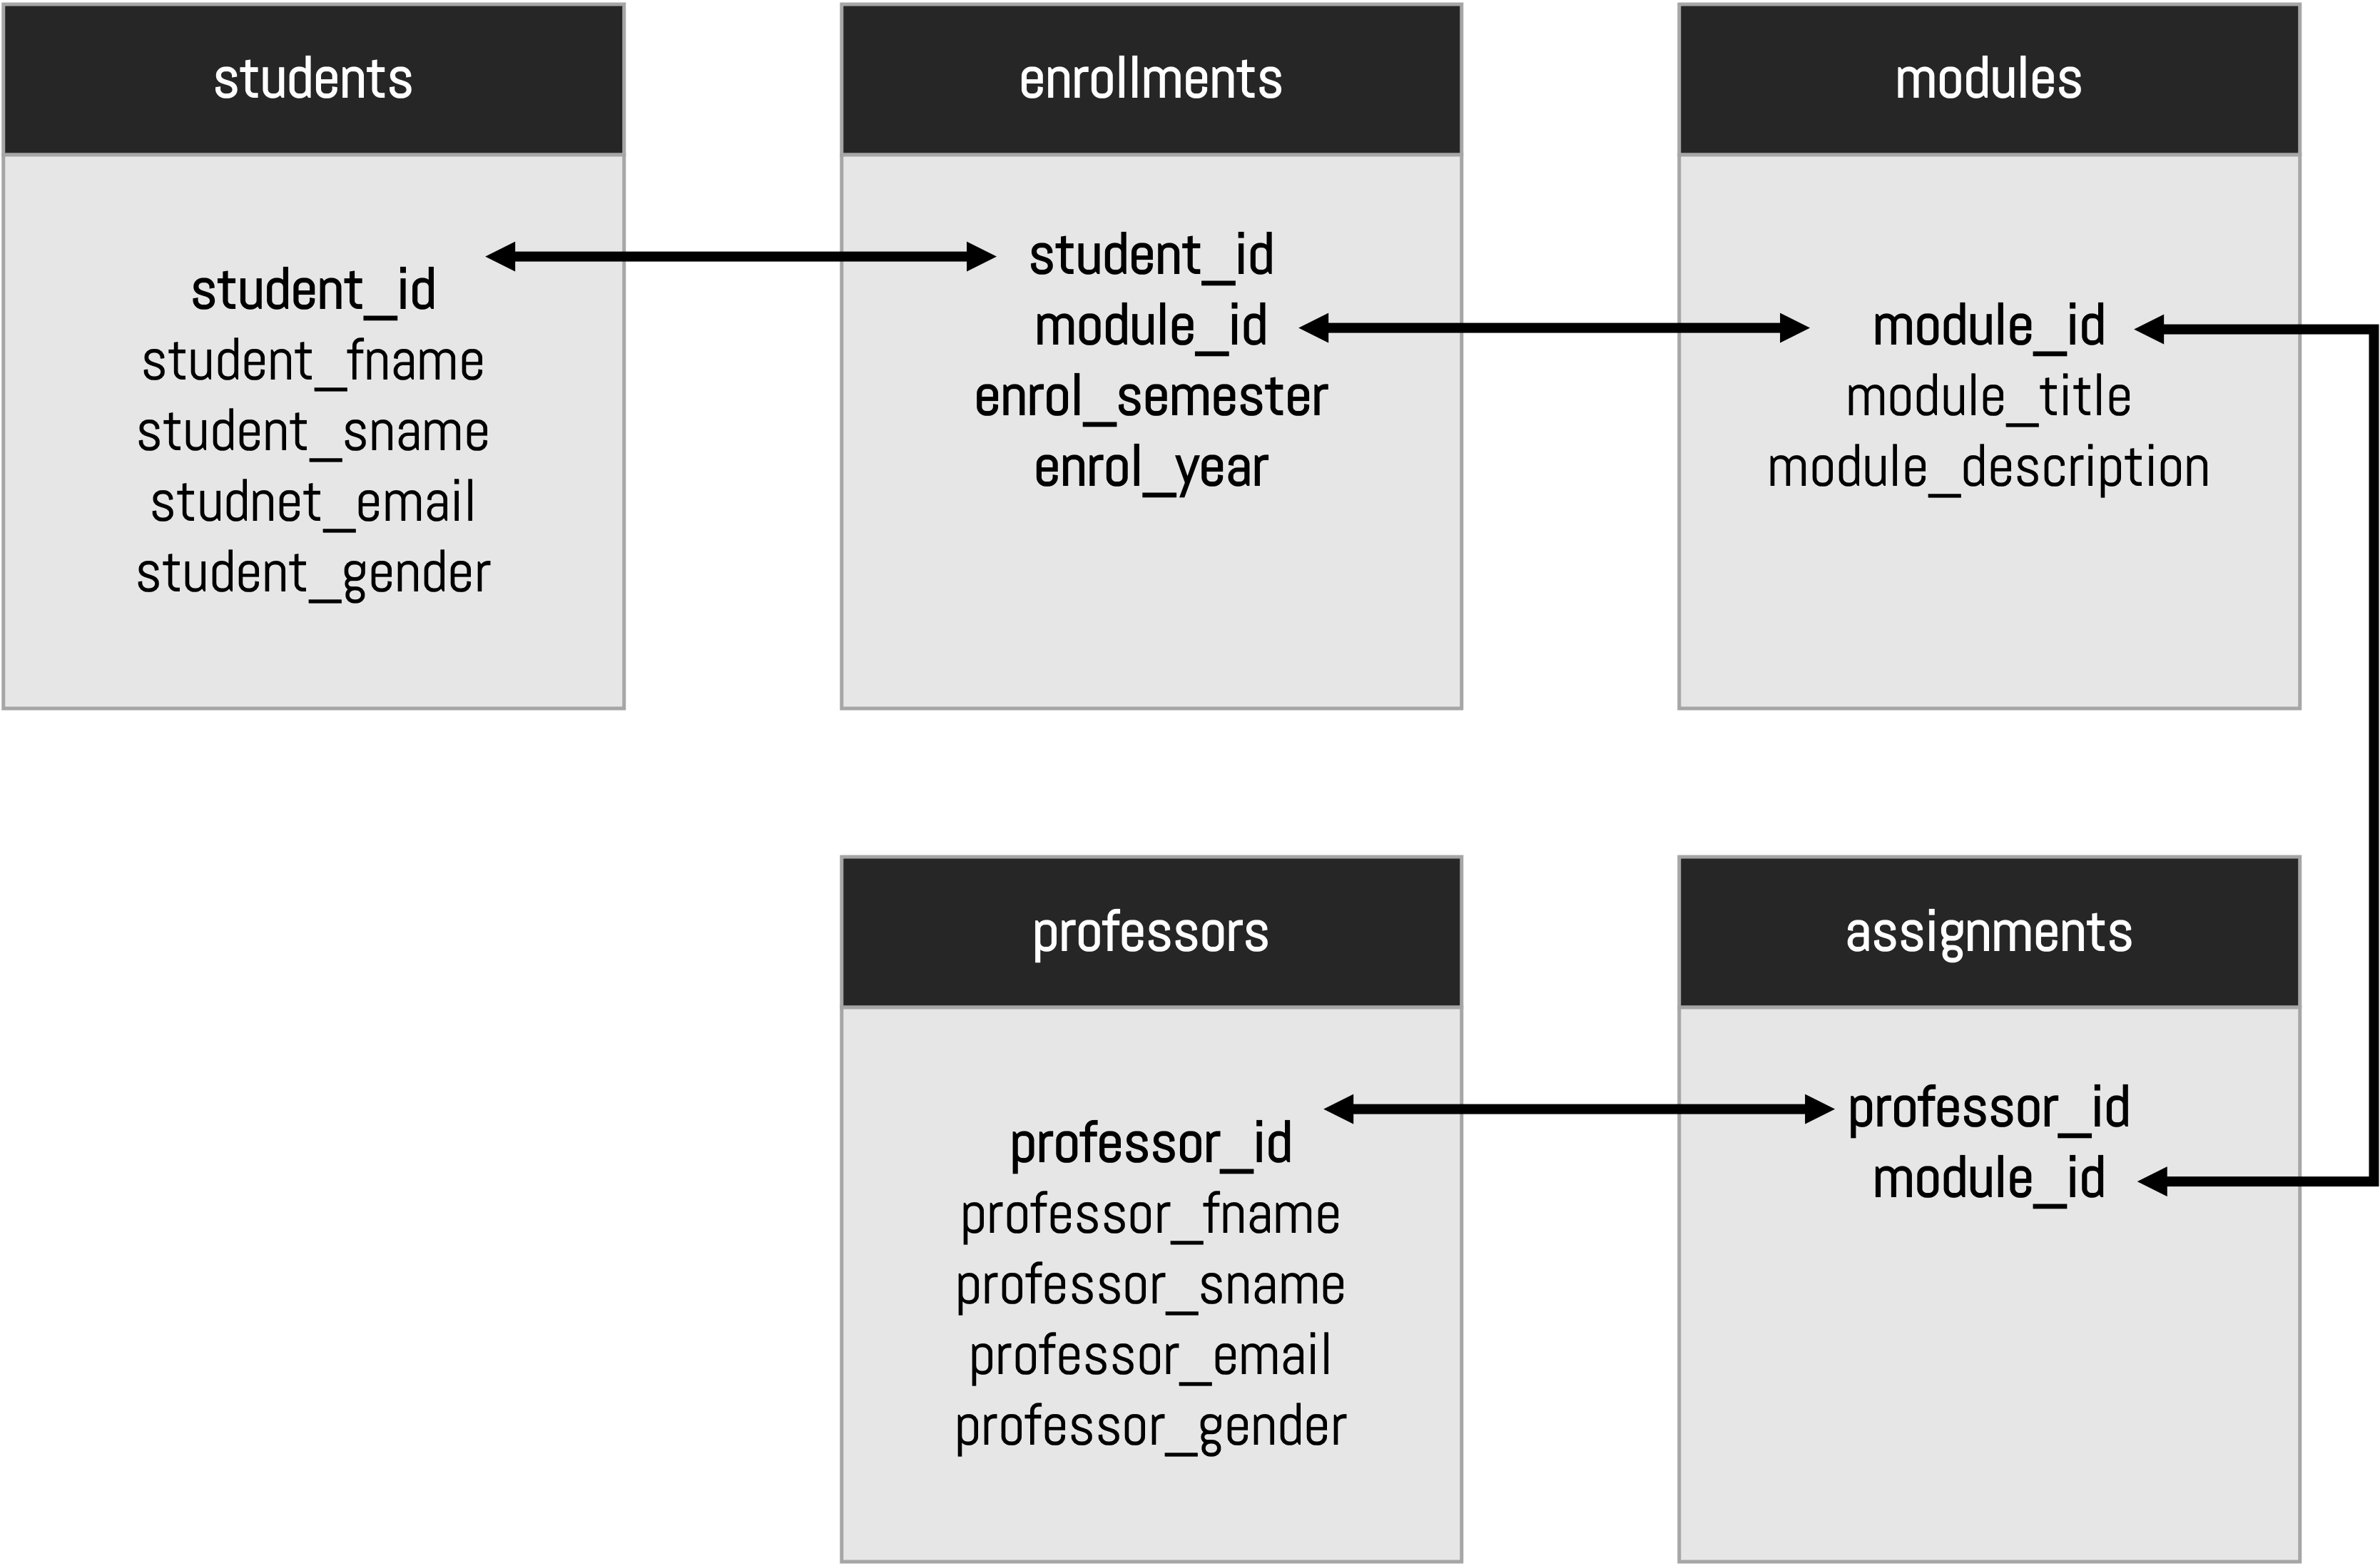 students
student_id
student_fname
student_sname
studnet_email
student_gender
enrollments
student_id
module_id
enrol_semester
enrol_year
modules
module_id
module_title
module_description
professors
professor_id
professor_fname
professor_sname
professor_email
professor_gender
assignments
professor_id
module_id